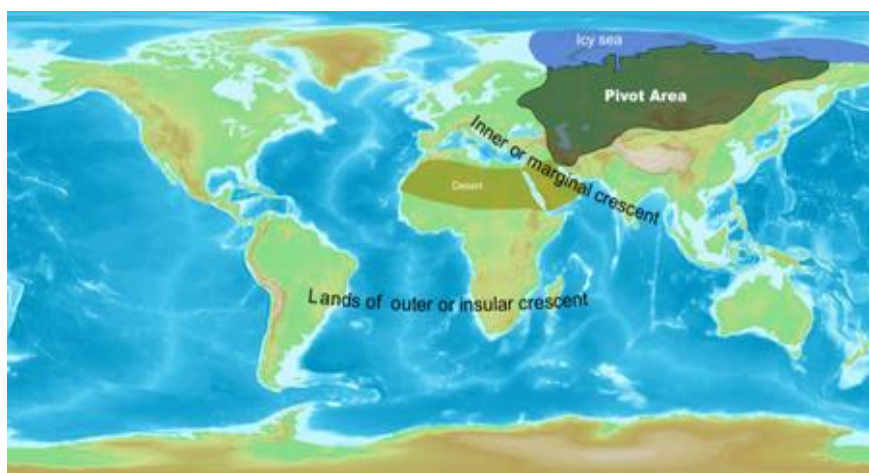 Icy sea
Pivot Area
Inner or marginal crescent
Desert
Lands of outer or insular crescent